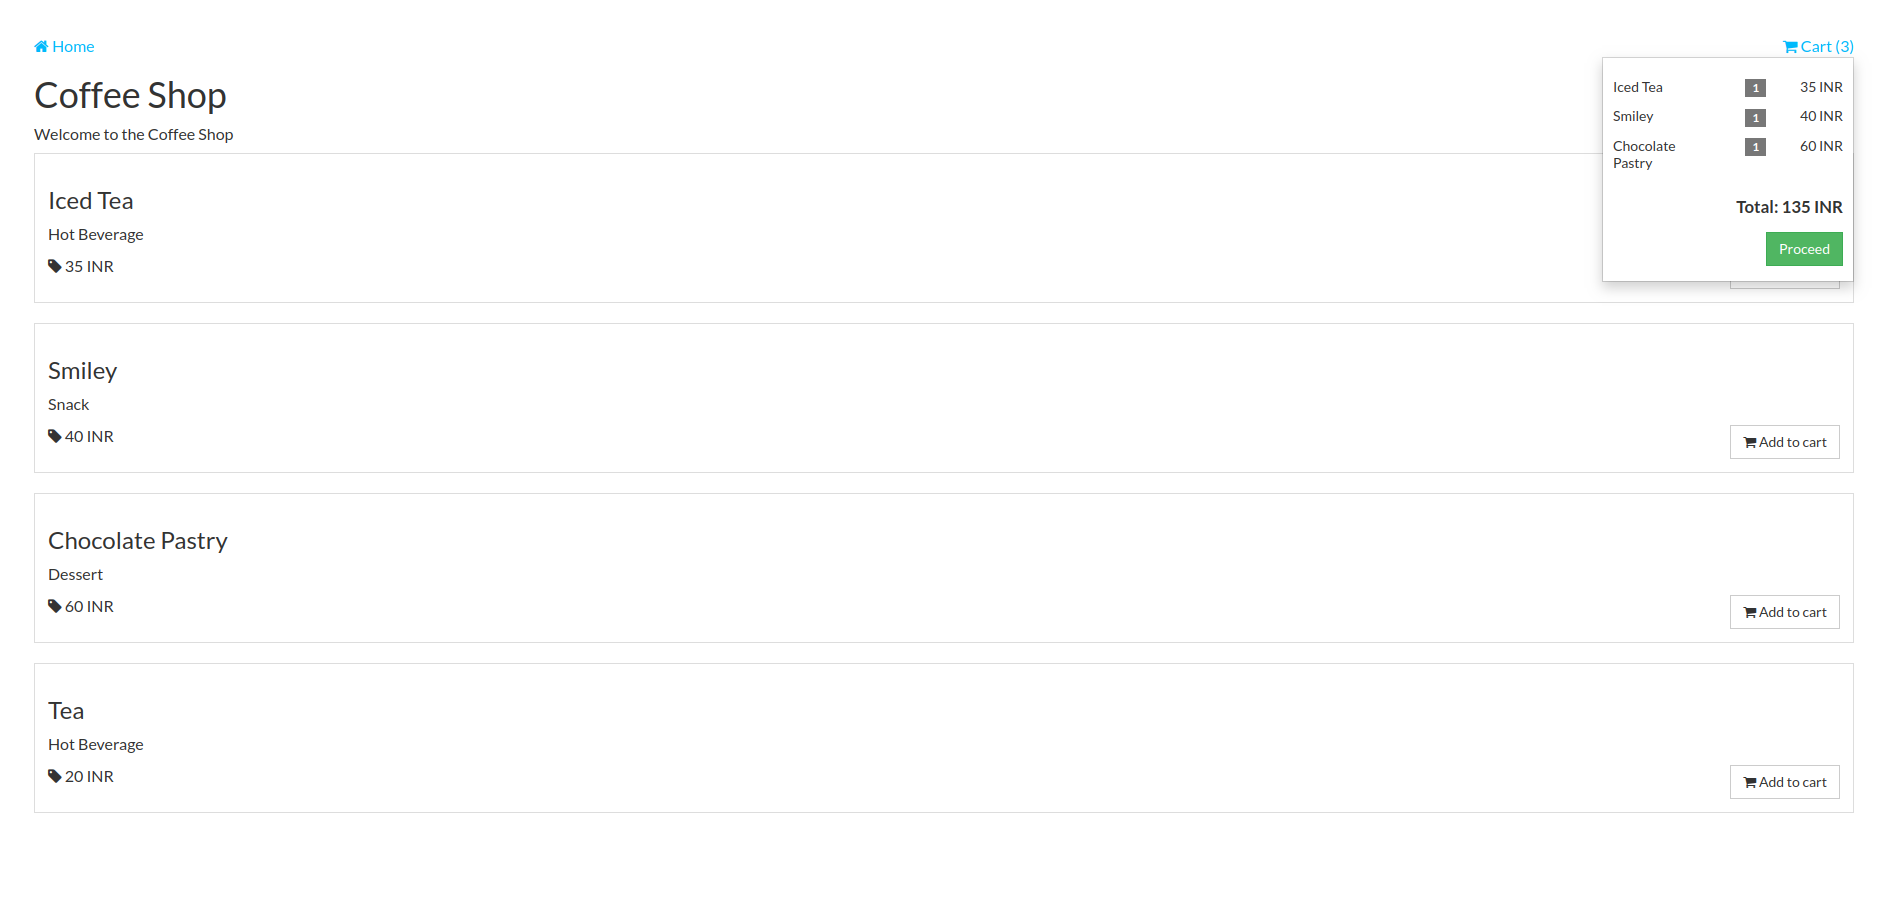 Home
Cart (3)
Coffee Shop
Welcome to the Coffee Shop
Iced Tea 1 35 INR
Smiley 1 40 INR
Chocolate Pastry 1 60 INR
Total: 135 INR
Proceed
Iced Tea
Hot Beverage
35 INR
Smiley
Snack
40 INR
Add to cart
Chocolate Pastry
Dessert
60 INR
Add to cart
Tea
Hot Beverage
20 INR
Add to cart